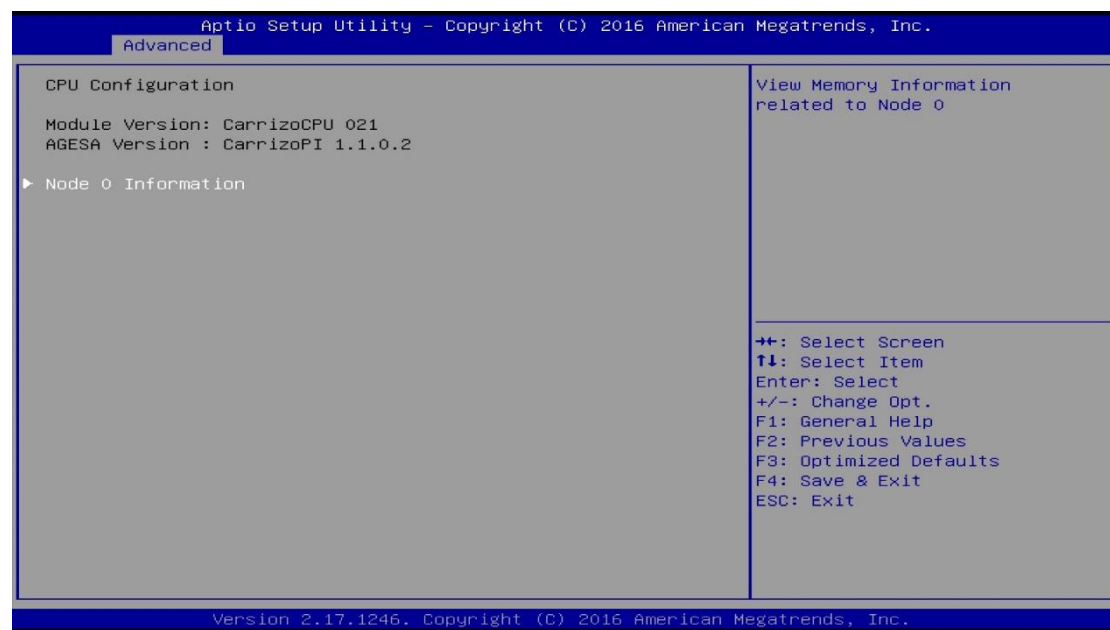 Aptio Setup Utility – Copyright (C) 2016 American Megatrends, Inc.
Advanced
CPU Configuration
Module Version: CarrizoCPU 021
AGESA Version : CarrizoPI 1.1.0.2
► Node 0 Information
View Memory Information
related to Node 0
→←: Select Screen
↑↓: Select Item
Enter: Select
+/-: Change Opt.
F1: General Help
F2: Previous Values
F3: Optimized Defaults
F4: Save & Exit
ESC: Exit
Version 2.17.1246. Copyright (C) 2016 American Megatrends, Inc.